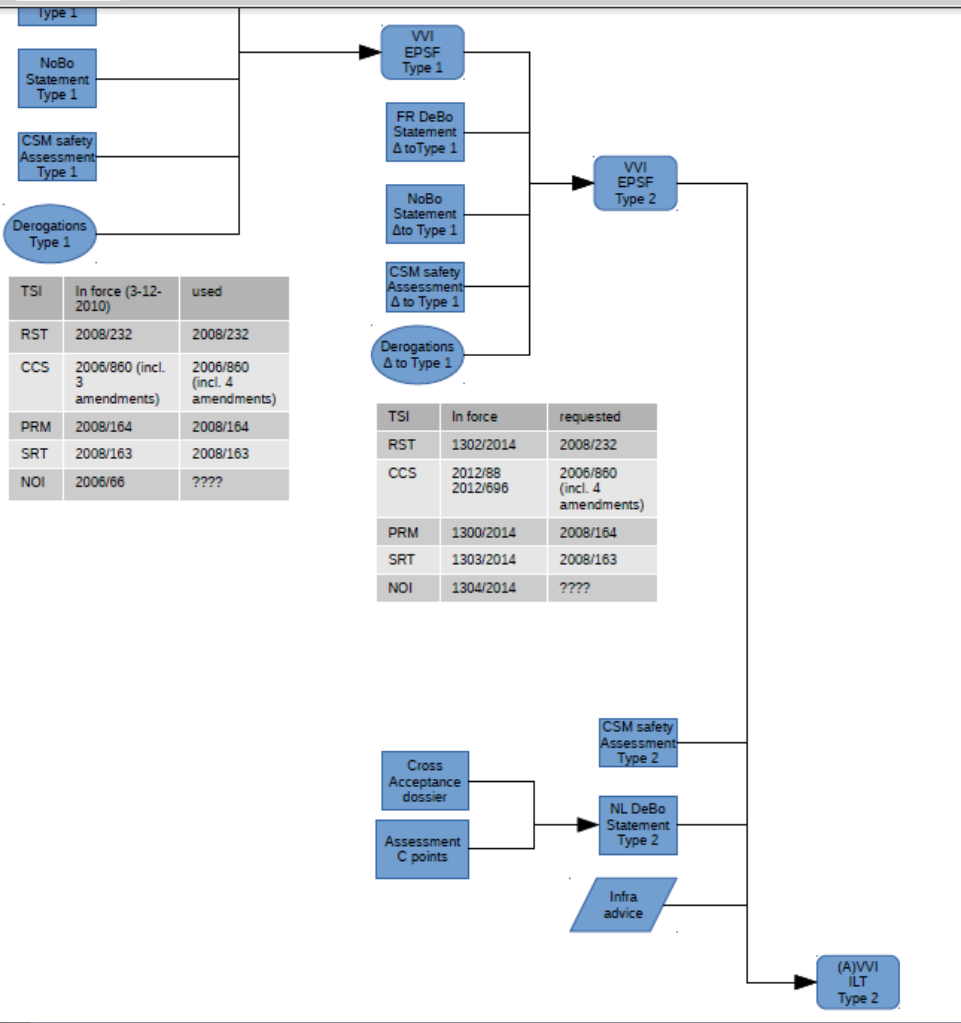 Type 1
NoBo
Statement
Type 1
CSM safety
Assessment
Type 1
Derogations
Type 1
TSI In force (3-12-2010) used
RST 2008/232 2008/232
CCS 2006/860 (incl. 3 amendments) 2006/860 (incl. 4 amendments)
PRM 2008/164 2008/164
SRT 2008/163 2008/163
NOI 2006/66 ????
VVI
EPSF
Type 1
FR DeBo
Statement
Δ toType 1
NoBo
Statement
Δto Type 1
CSM safety
Assessment
Δ to Type 1
Derogations
Δ to Type 1
VVI
EPSF
Type 2
TSI In force requested
RST 1302/2014 2008/232
CCS 2012/88 2012/696 2006/860 (incl. 4 amendments)
PRM 1300/2014 2008/164
SRT 1303/2014 2008/163
NOI 1304/2014 ????
Cross
Acceptance
dossier
Assessment
C points
CSM safety
Assessment
Type 2
NL DeBo
Statement
Type 2
Infra
advice
(A)VVI
ILT
Type 2